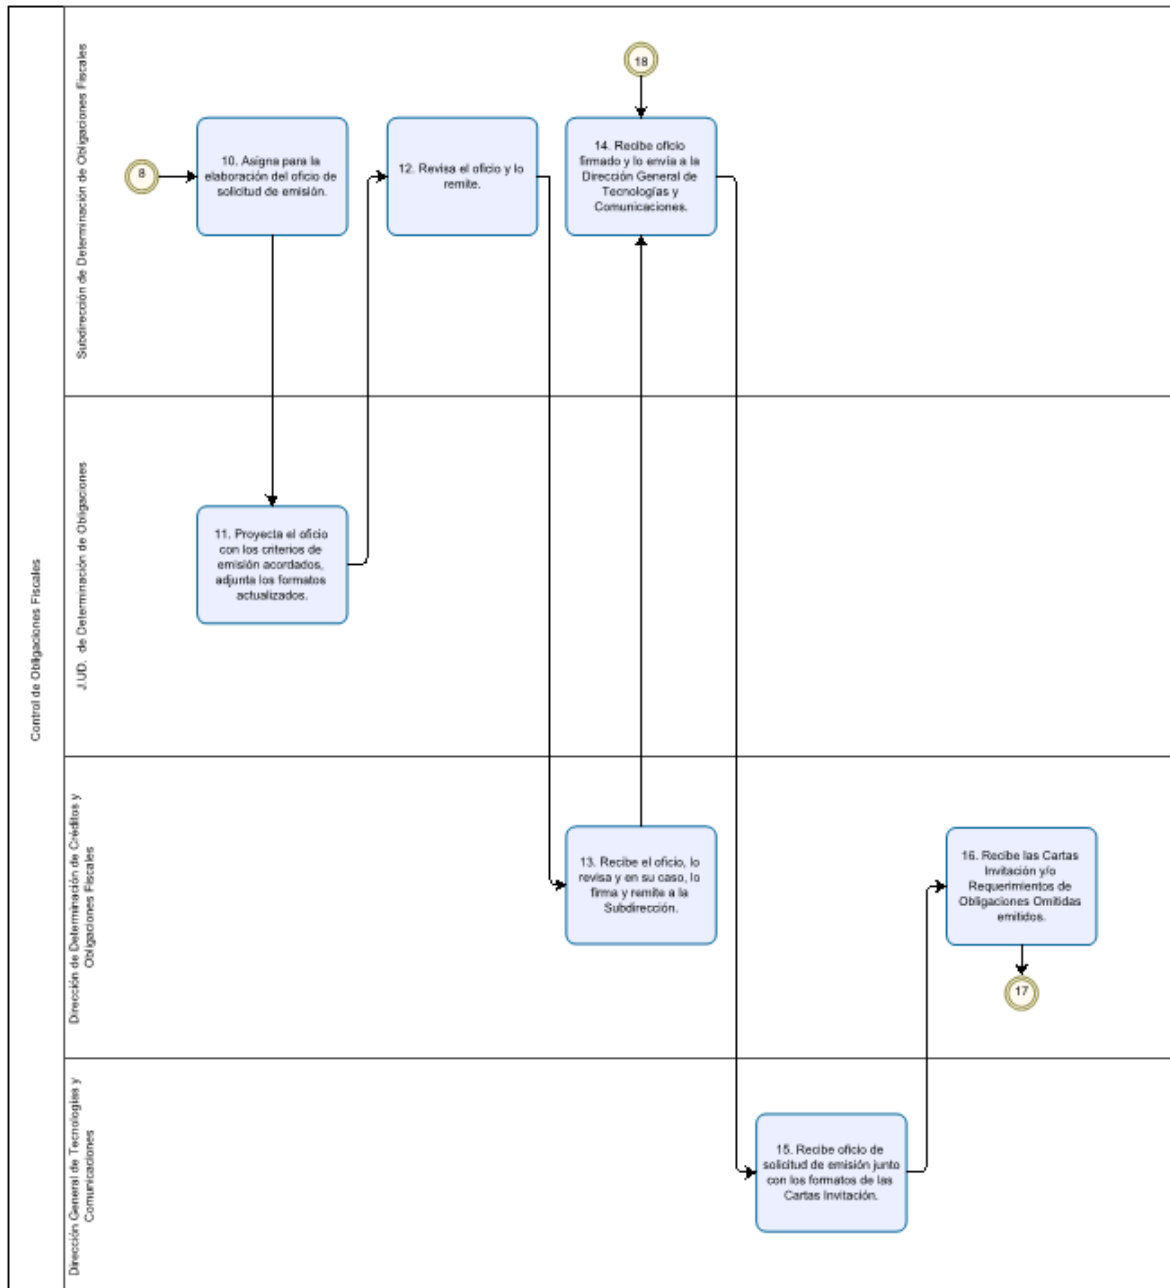 Control de Obligaciones Fiscales
Subdirección de Determinación de Obligaciones Fiscales
8
10. Asigna para la
elaboración del oficio de
solicitud de emisión.
12. Revisa el oficio y lo
remite.
18
14. Recibe oficio
firmado y lo envía a la
Dirección General de
Tecnologías y
Comunicaciones.
J.UD. de Determinación de Obligaciones
11. Proyecta el oficio
con los criterios de
emisión acordados,
adjunta los formatos
actualizados.
Dirección de Determinación de Créditos y
Obligaciones Fiscales
13. Recibe el oficio, lo
revisa y en su caso, lo
firma y remite a la
Subdirección.
16. Recibe las Cartas
Invitación y/o
Requerimientos de
Obligaciones Omitidas
emitidos.
17
Dirección General de Tecnologías y
Comunicaciones
15. Recibe oficio de
solicitud de emisión junto
con los formatos de las
Cartas Invitación.